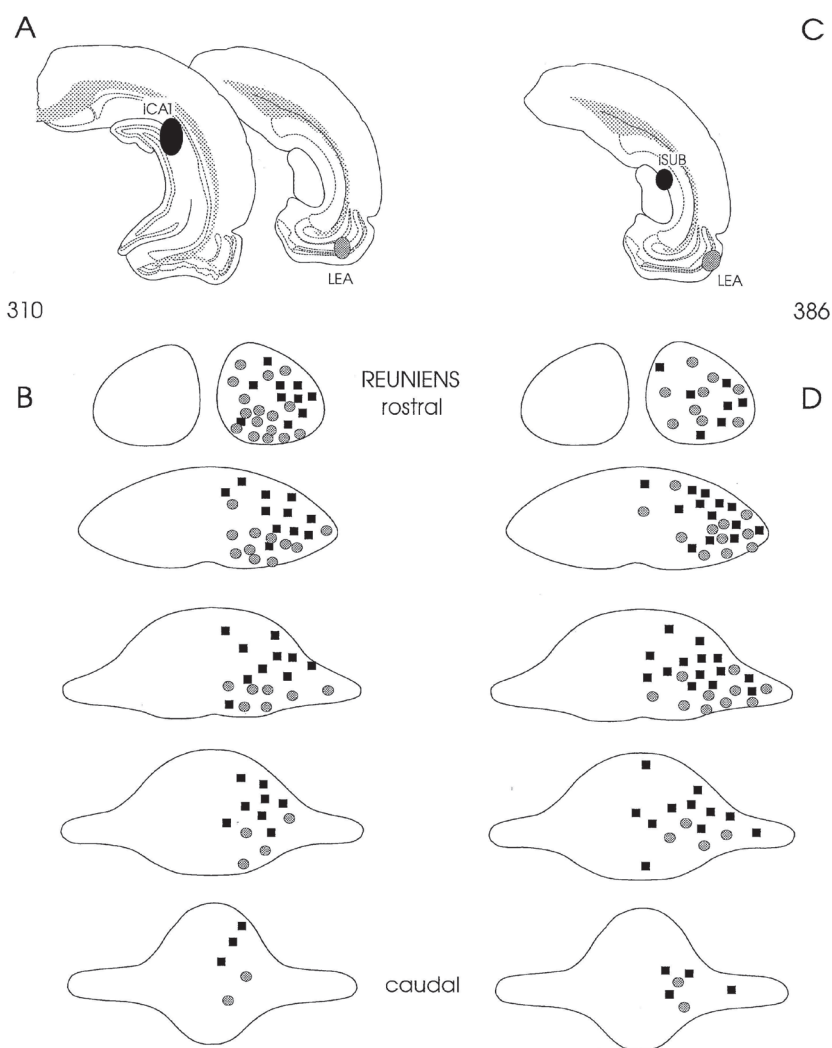 A
C
iCA1
iSUB
LEA
LEA
310
386
B
REUNIENS
rostral
D
caudal